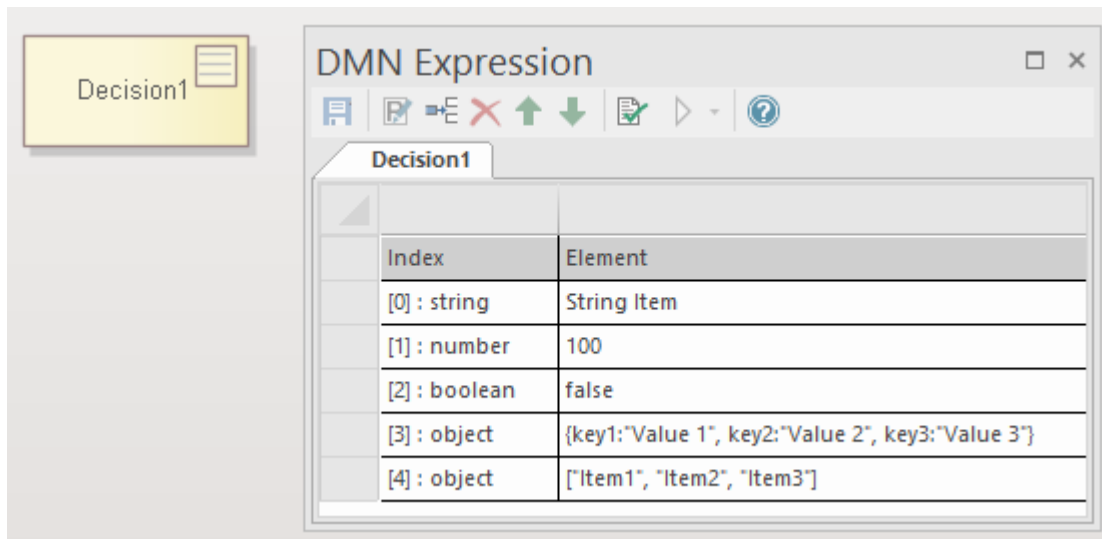 Decision1
DMN Expression
Decision1
Index Element
[0] : string String Item
[1] : number 100
[2] : boolean false
[3] : object {key1:"Value 1", key2:"Value 2", key3:"Value 3"}
[4] : object ["Item1", "Item2", "Item3"]